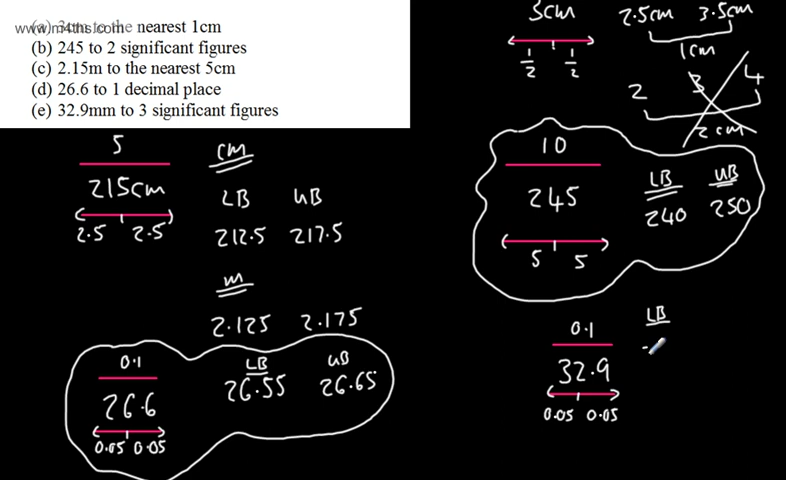 (a) 3cm to the nearest 1cm
www.m4ths.com
(b) 245 to 2 significant figures
(c) 2.15m to the nearest 5cm
(d) 26.6 to 1 decimal place
(e) 32.9mm to 3 significant figures
3cm 2.5cm 3.5cm
1/2 1/2
1cm
2 3 4
2cm
5
215cm
2.5 2.5
cm
LB UB
212.5 217.5
m
2.125 2.175
10
245
5 5
LB UB
240 250
0.1
26.6
0.05 0.05
LB UB
26.55 26.65
0.1
32.9
0.05 0.05
LB